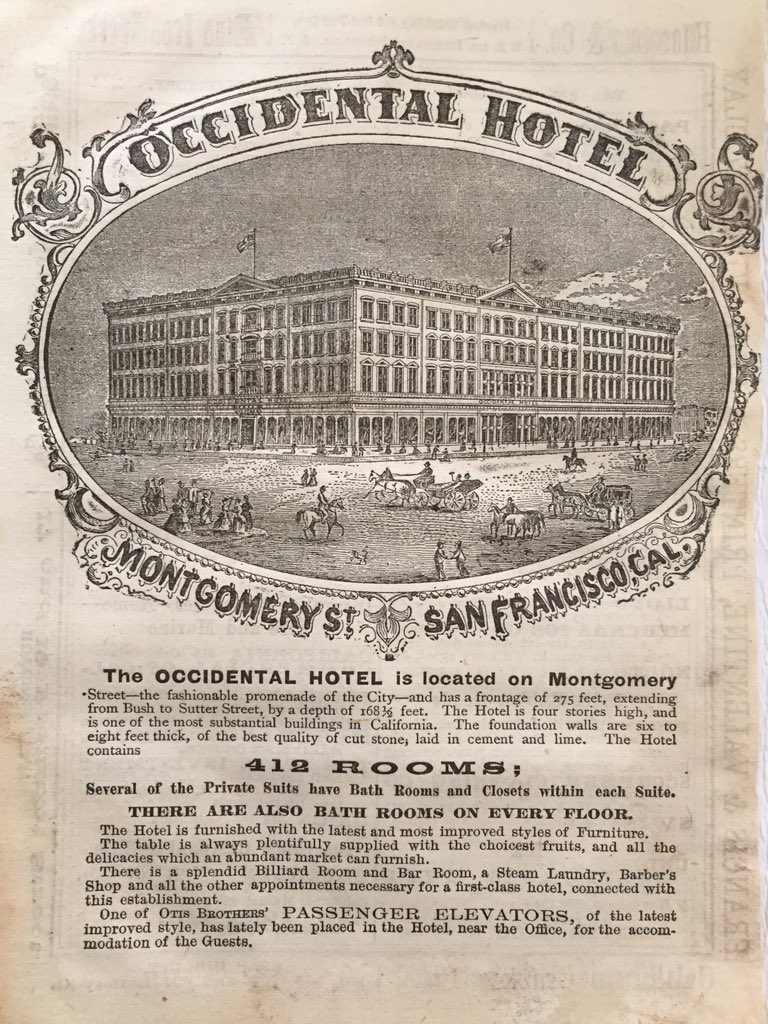 OCCIDENTAL HOTEL
MONTGOMERY ST. SAN FRANCISCO, CAL.
The OCCIDENTAL HOTEL is located on Montgomery
Street—the fashionable promenade of the City—and has a frontage of 275 feet, extending
from Bush to Sutter Street, by a depth of 168½ feet. The Hotel is four stories high, and
is one of the most substantial buildings in California. The foundation walls are six to
eight feet thick, of the best quality of cut stone; laid in cement and lime. The Hotel
contains
412 ROOMS;
Several of the Private Suits have Bath Rooms and Closets within each Suite.
THERE ARE ALSO BATH ROOMS ON EVERY FLOOR.
The Hotel is furnished with the latest and most improved styles of Furniture.
The table is always plentifully supplied with the choicest fruits, and all the
delicacies which an abundant market can furnish.
There is a splendid Billiard Room and Bar Room, a Steam Laundry, Barber's
Shop and all the other appointments necessary for a first-class hotel, connected with
this establishment.
One of OTIS BROTHERS' PASSENGER ELEVATORS, of the latest
improved style, has lately been placed in the Hotel, near the Office, for the accom-
modation of the Guests.